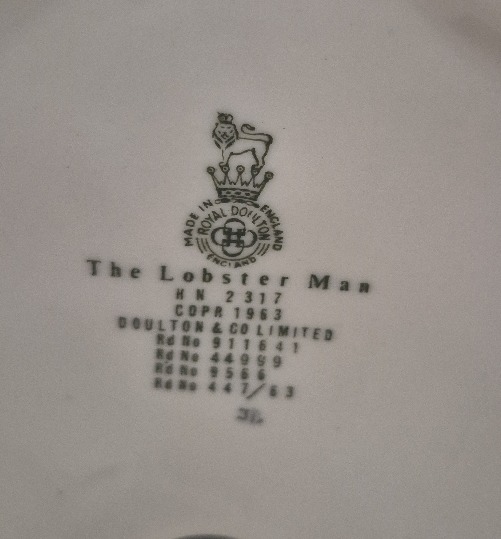 MADE IN ENGLAND
ROYAL DOULTON
ENGLAND
The Lobster Man
HN 2317
COPR 1963
DOULTON & CO LIMITED
Rd No 911641
Rd No 44999
Rd No 9566
Rd No 447/63